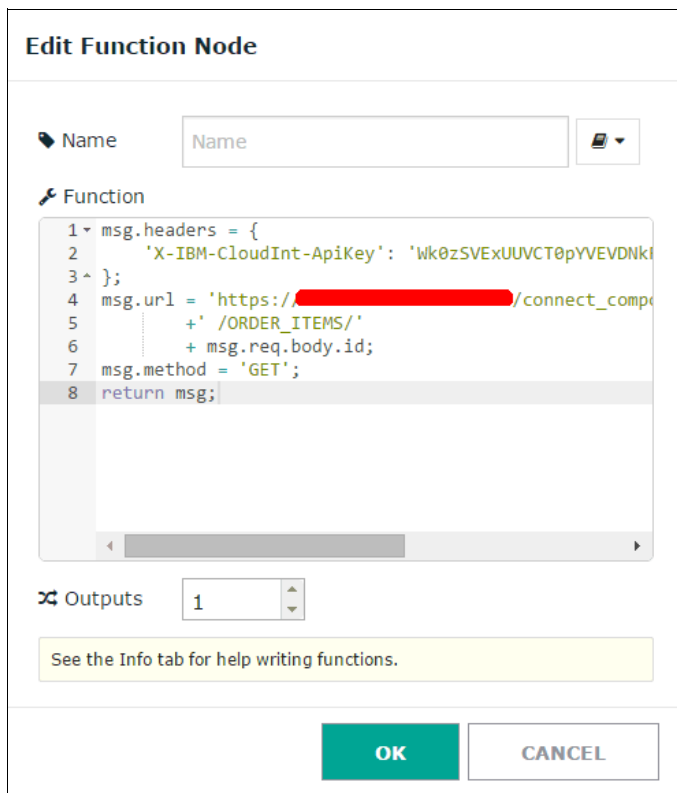 Edit Function Node
Name
Name
Function
1 msg.headers = {
2 'X-IBM-CloudInt-ApiKey': 'Wk0zSVExUUVCT0pYVEVDNk
3 };
4 msg.url = 'https:/ /connect_compo
5 +' /ORDER_ITEMS/'
6 + msg.req.body.id;
7 msg.method = 'GET';
8 return msg;
Outputs
1
See the Info tab for help writing functions.
OK
CANCEL